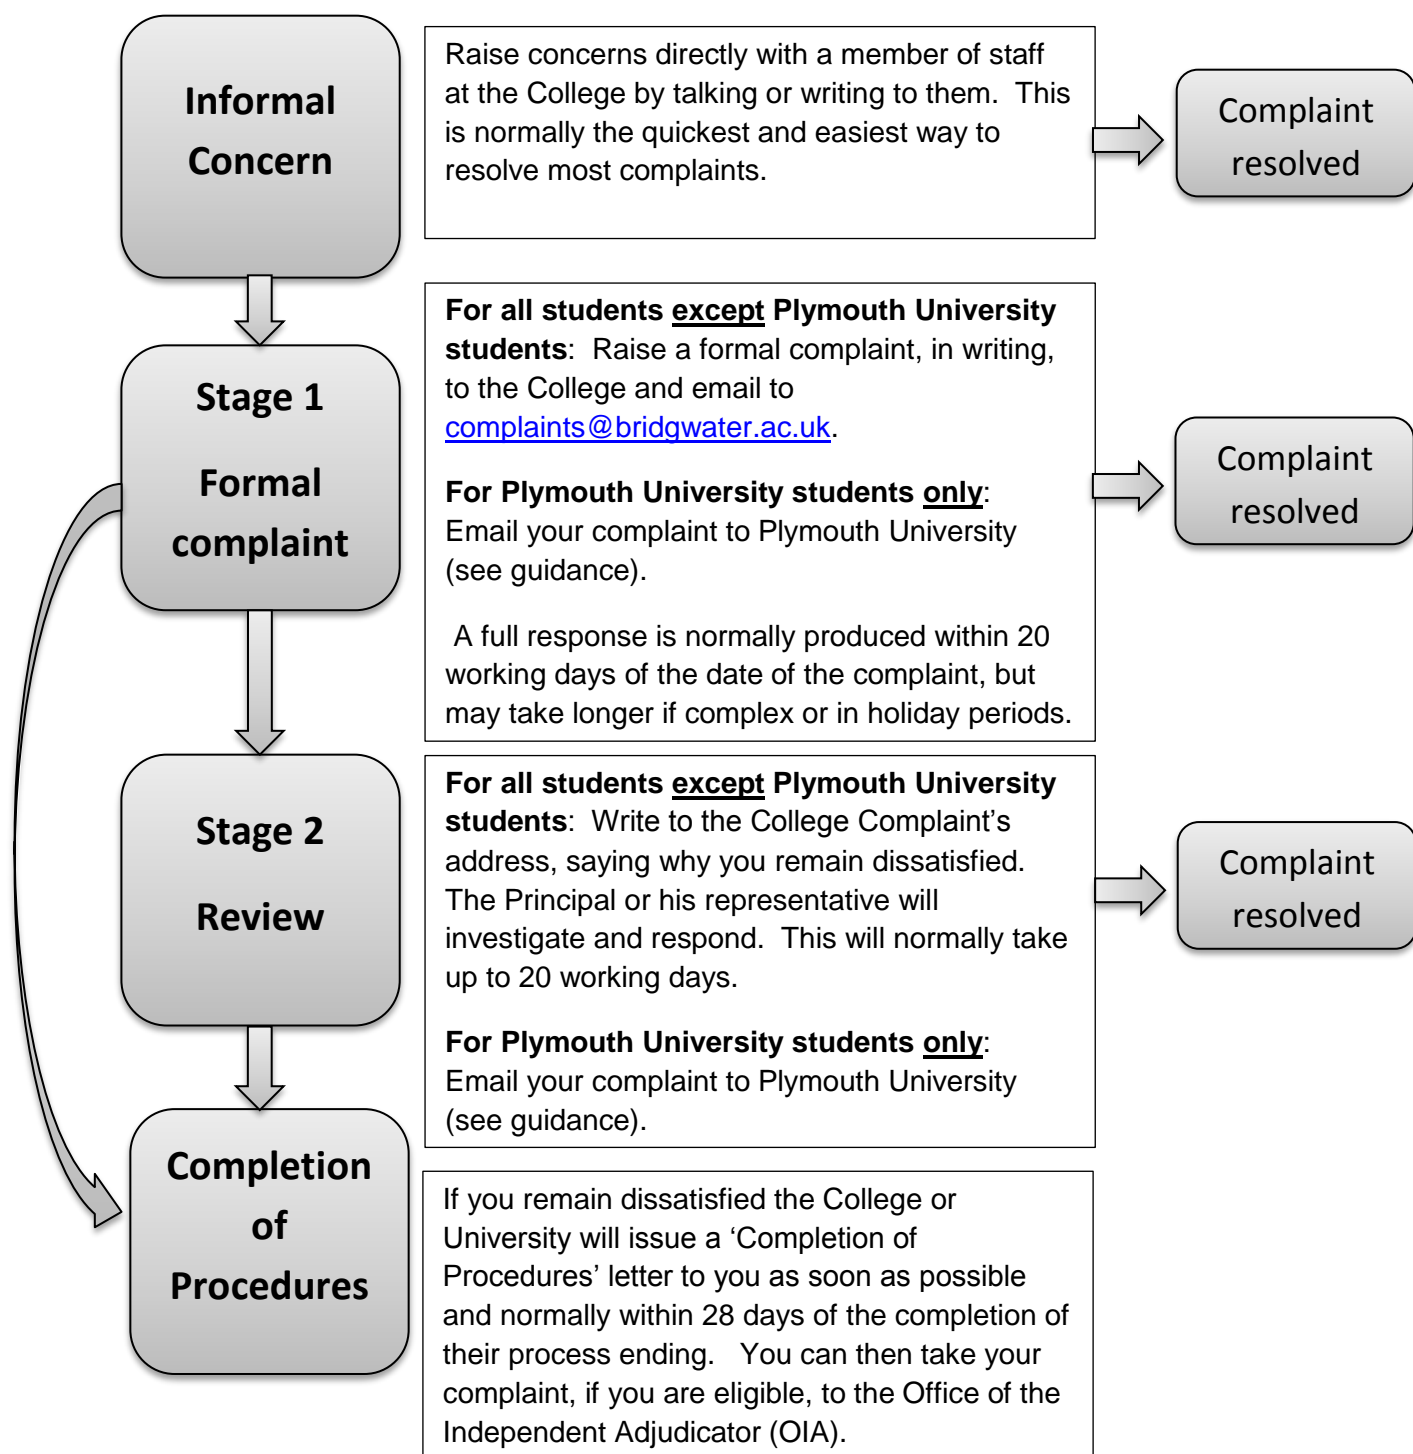 Informal
Concern
Raise concerns directly with a member of staff
at the College by talking or writing to them.  This
is normally the quickest and easiest way to
resolve most complaints.
Complaint
resolved
Stage 1
Formal
complaint
For all students except Plymouth University
students:  Raise a formal complaint, in writing,
to the College and email to
complaints@bridgwater.ac.uk.
For Plymouth University students only:
Email your complaint to Plymouth University
(see guidance).
A full response is normally produced within 20
working days of the date of the complaint, but
may take longer if complex or in holiday periods.
Complaint
resolved
Stage 2
Review
For all students except Plymouth University
students:  Write to the College Complaint’s
address, saying why you remain dissatisfied.
The Principal or his representative will
investigate and respond.  This will normally take
up to 20 working days.
For Plymouth University students only:
Email your complaint to Plymouth University
(see guidance).
Complaint
resolved
Completion
of
Procedures
If you remain dissatisfied the College or
University will issue a ‘Completion of
Procedures’ letter to you as soon as possible
and normally within 28 days of the completion of
their process ending.   You can then take your
complaint, if you are eligible, to the Office of the
Independent Adjudicator (OIA).